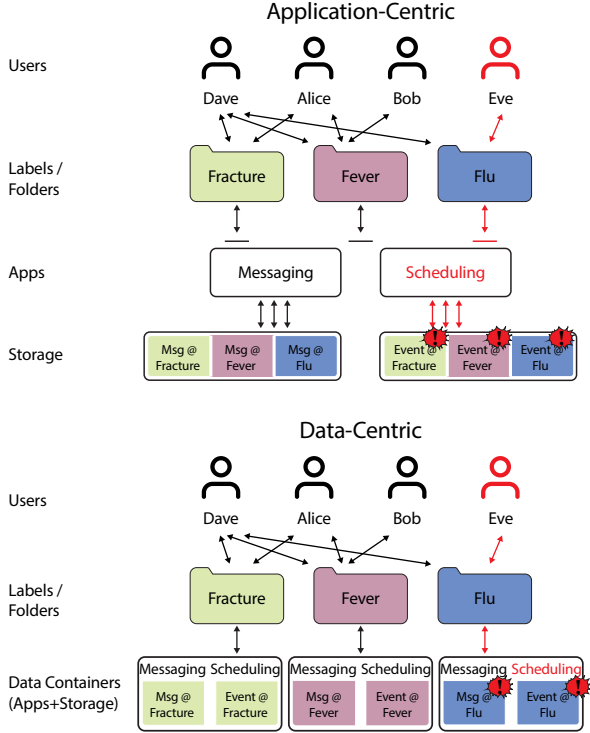 Application-Centric
Users
Dave Alice Bob Eve
Labels /
Folders
Fracture Fever Flu
Apps
Messaging Scheduling
Storage
Msg @
Fracture
Msg @
Fever
Msg @
Flu
Event @
Fracture
Event @
Fever
Event @
Flu
Data-Centric
Users
Dave Alice Bob Eve
Labels /
Folders
Fracture Fever Flu
Data Containers
(Apps+Storage)
Messaging Scheduling
Msg @
Fracture
Event @
Fracture
Messaging Scheduling
Msg @
Fever
Event @
Fever
Messaging Scheduling
Msg @
Flu
Event @
Flu